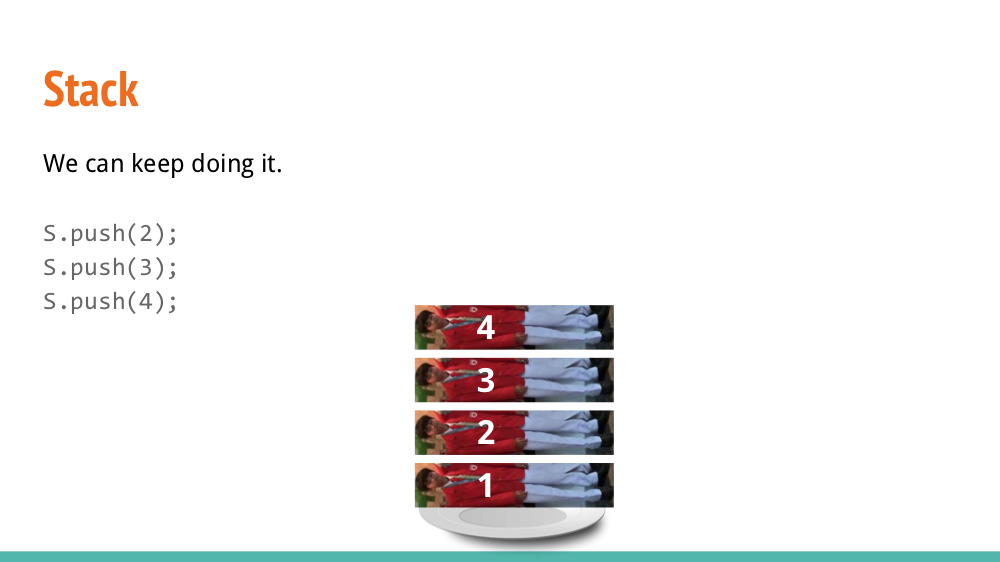 Stack
We can keep doing it.
S.push(2);
S.push(3);
S.push(4);
4
3
2
1